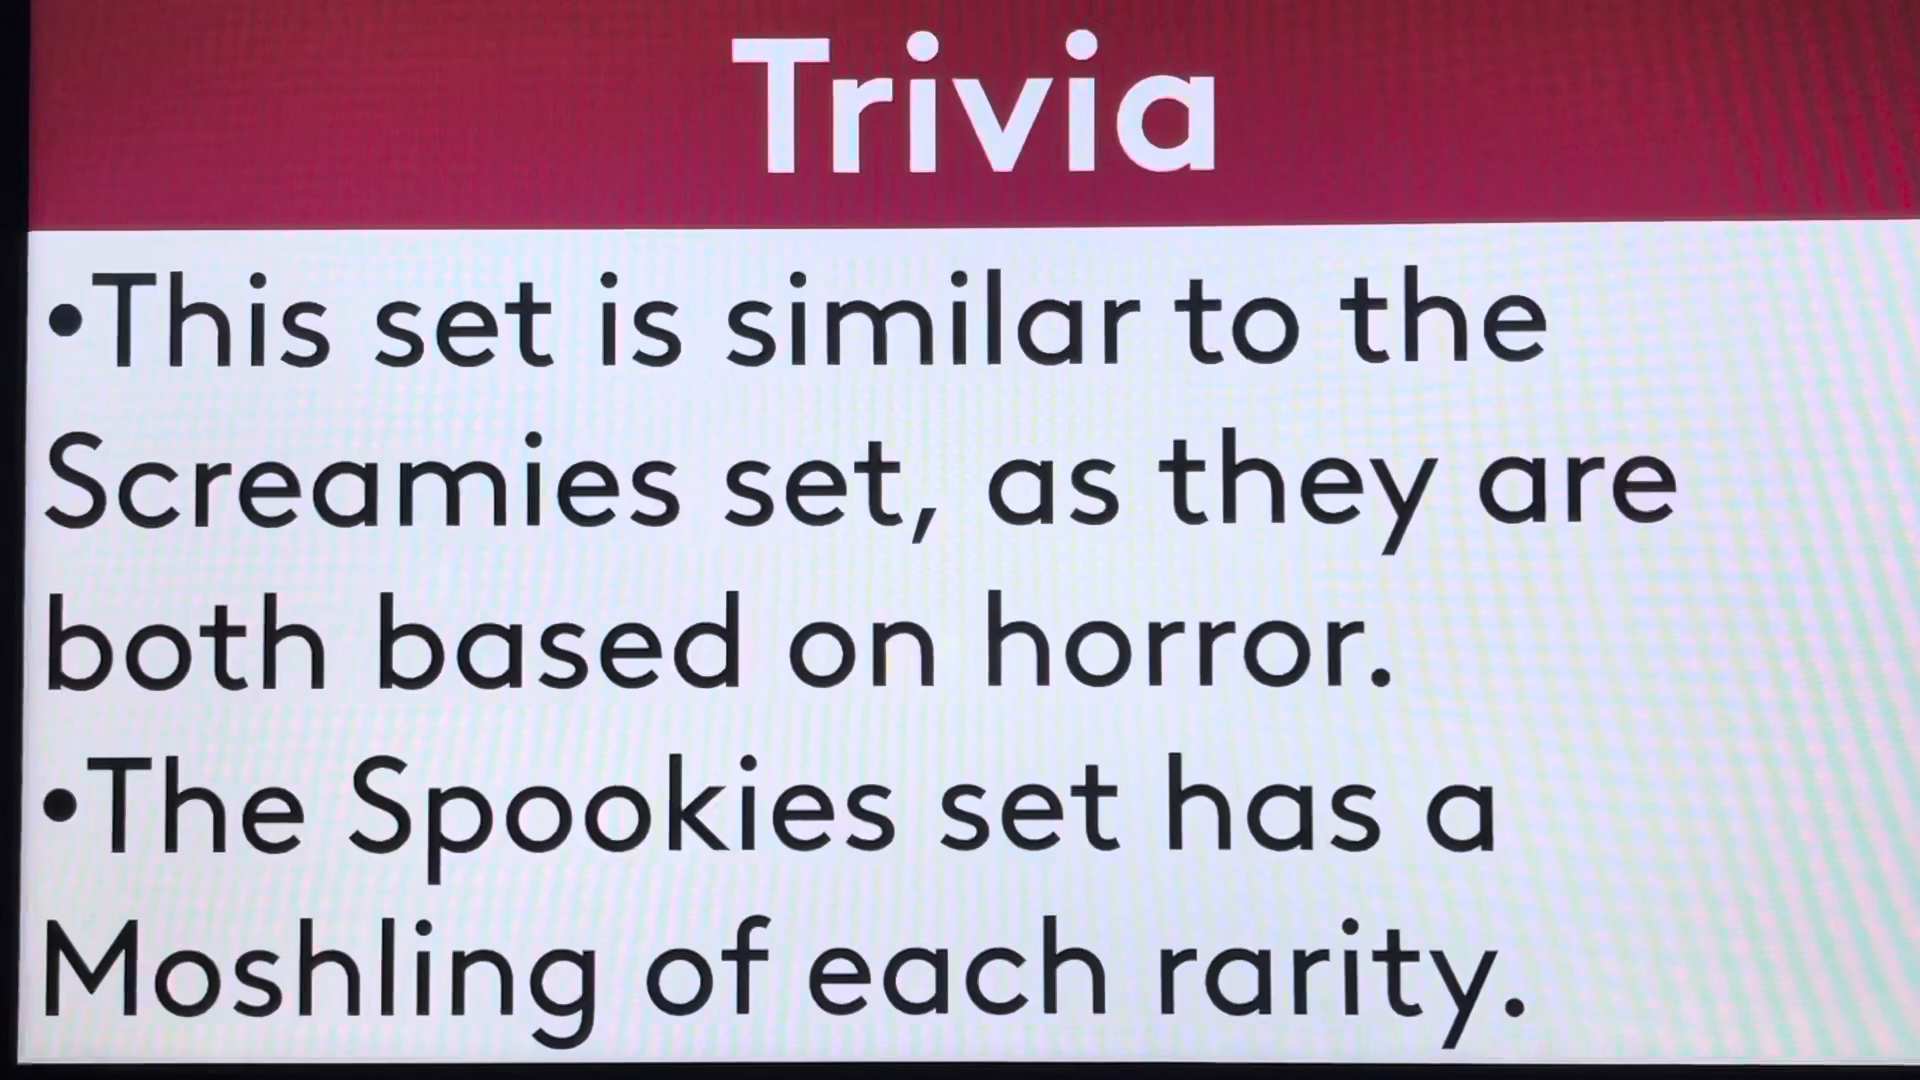 Trivia
•This set is similar to the
Screamies set, as they are
both based on horror.
•The Spookies set has a
Moshling of each rarity.